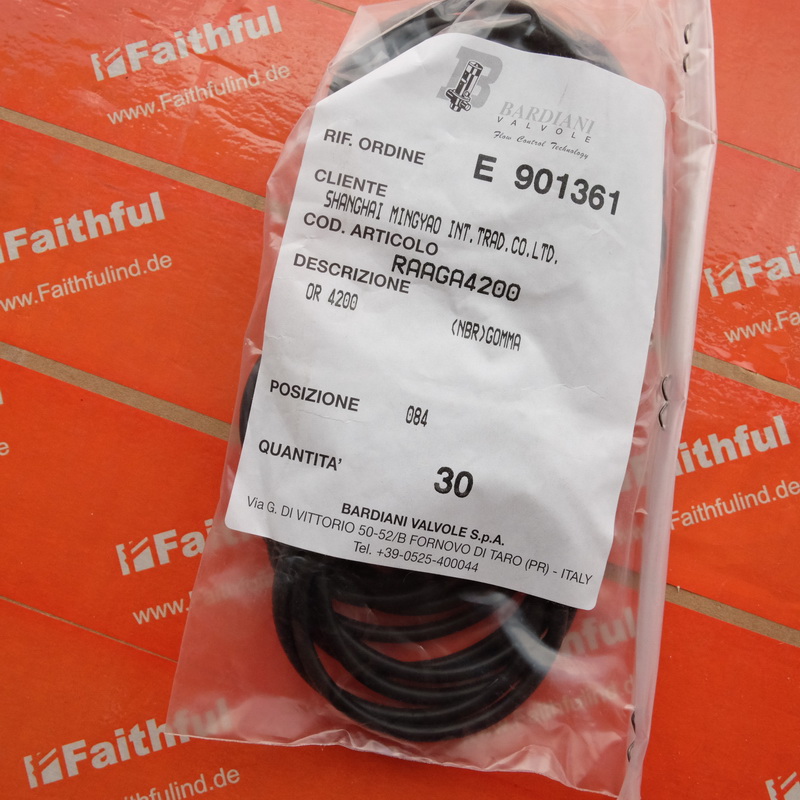 Faithful
www.Faithfulind.de
B
BARDIANI
VALVOLE
Flow Control Technology
RIF. ORDINE E 901361
CLIENTE
SHANGHAI MINGYAO INT.TRAD.CO.LTD.
COD. ARTICOLO
RAAGA4200
DESCRIZIONE
OR 4200 (NBR)GOMMA
POSIZIONE 084
QUANTITA' 30
BARDIANI VALVOLE S.p.A.
Via G. DI VITTORIO 50-52/B FORNOVO DI TARO (PR) - ITALY
Tel. +39-0525-400044
Faithful
www.Faithfulind.de
Faithful
www.Faithfulind.de
Faithful
www.Faithfulind.de